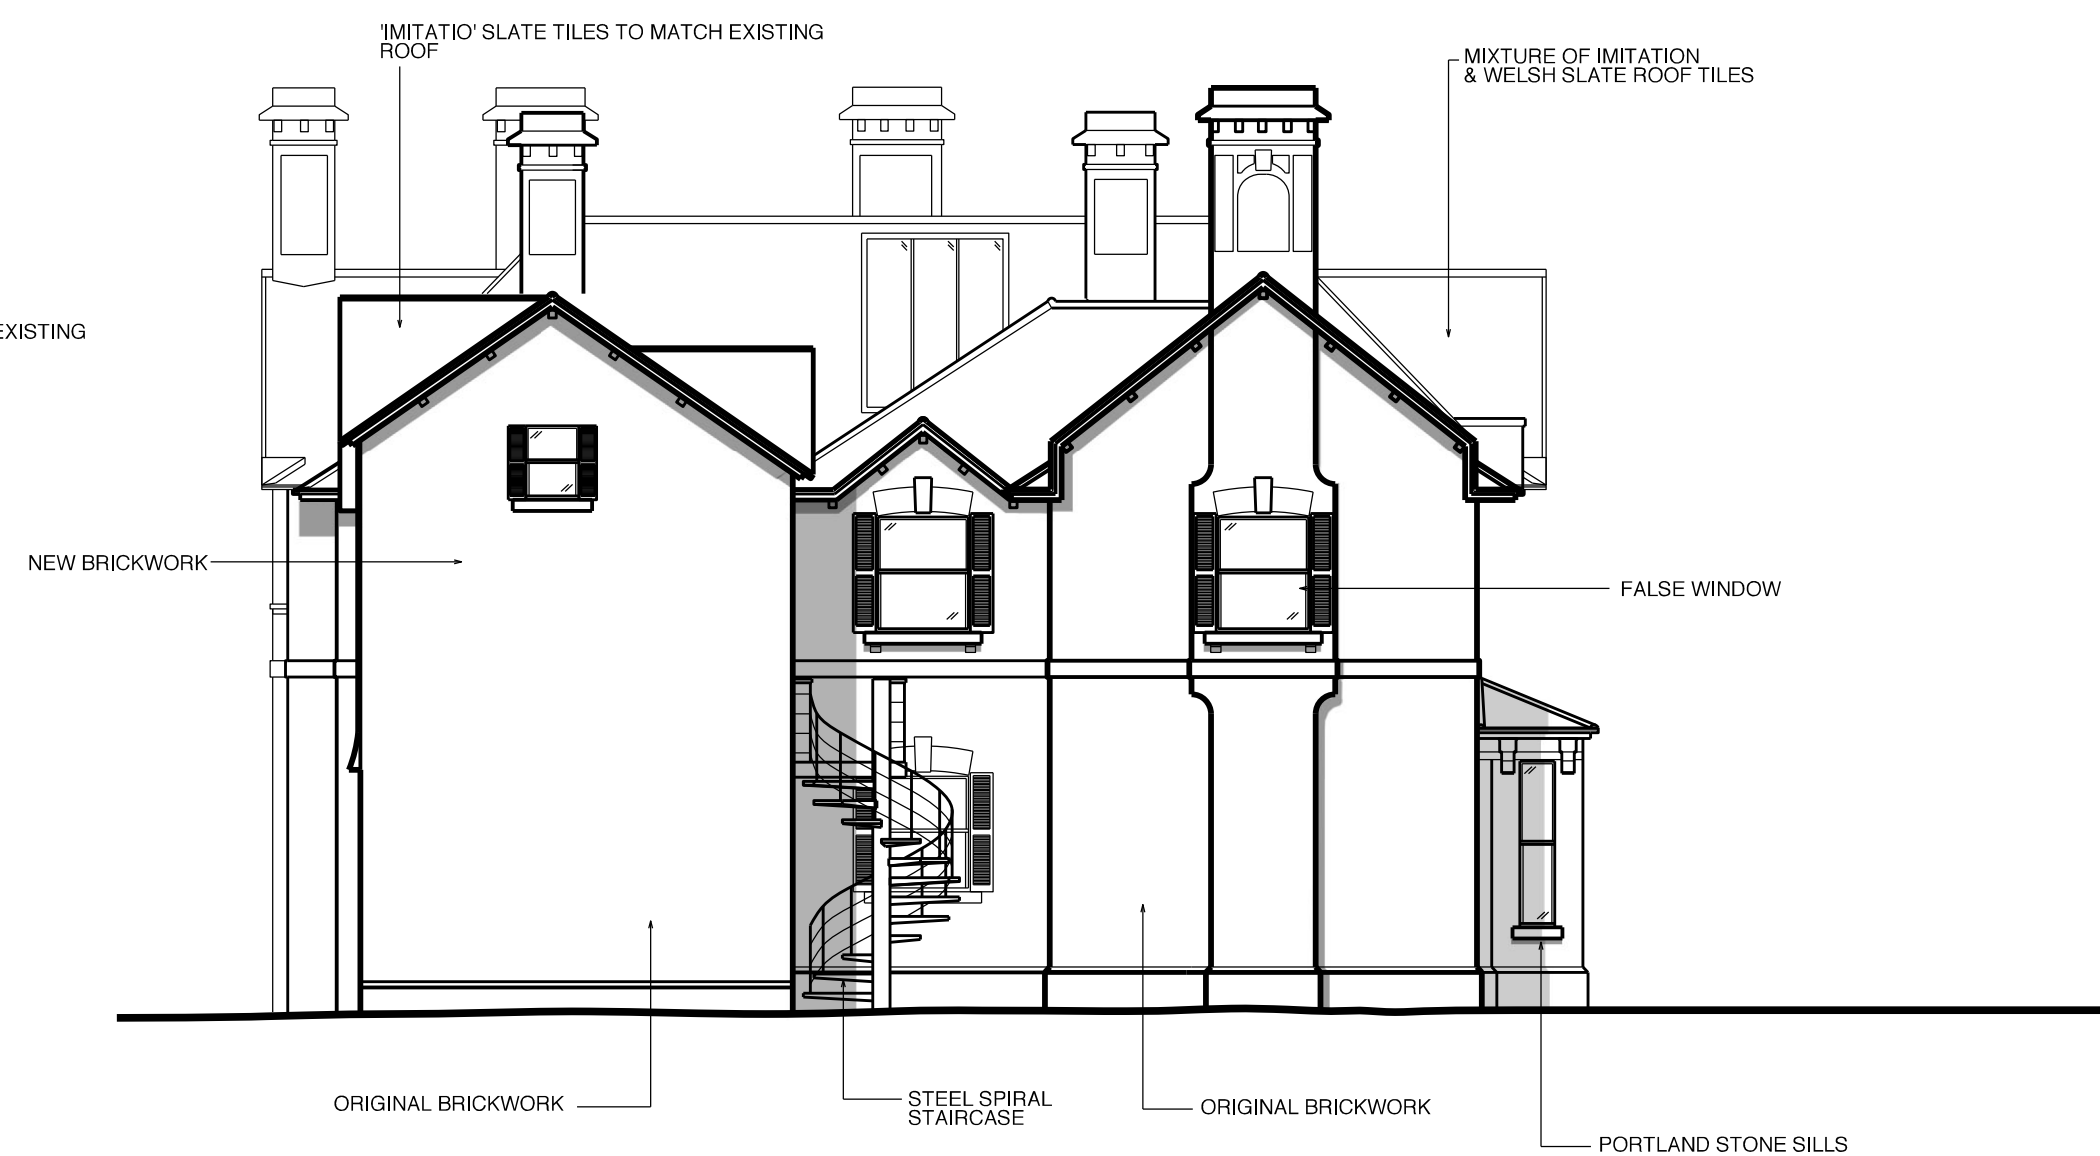 'IMITATIO' SLATE TILES TO MATCH EXISTING
ROOF
MIXTURE OF IMITATION
& WELSH SLATE ROOF TILES
EXISTING
NEW BRICKWORK
FALSE WINDOW
ORIGINAL BRICKWORK
STEEL SPIRAL
STAIRCASE
ORIGINAL BRICKWORK
PORTLAND STONE SILLS